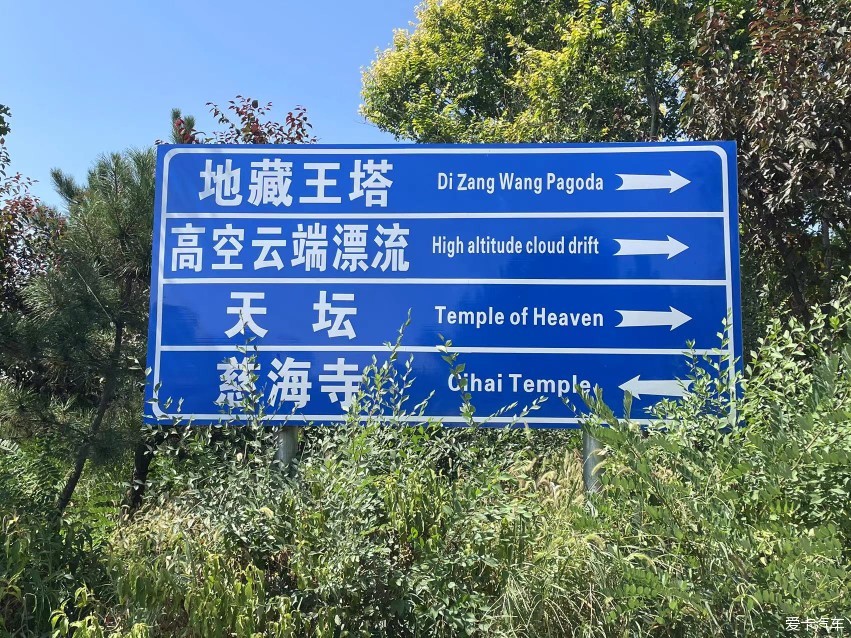 地藏王塔 Di Zang Wang Pagoda
高空云端漂流 High altitude cloud drift
天坛 Temple of Heaven
慈海寺 Cihai Temple
爱卡汽车